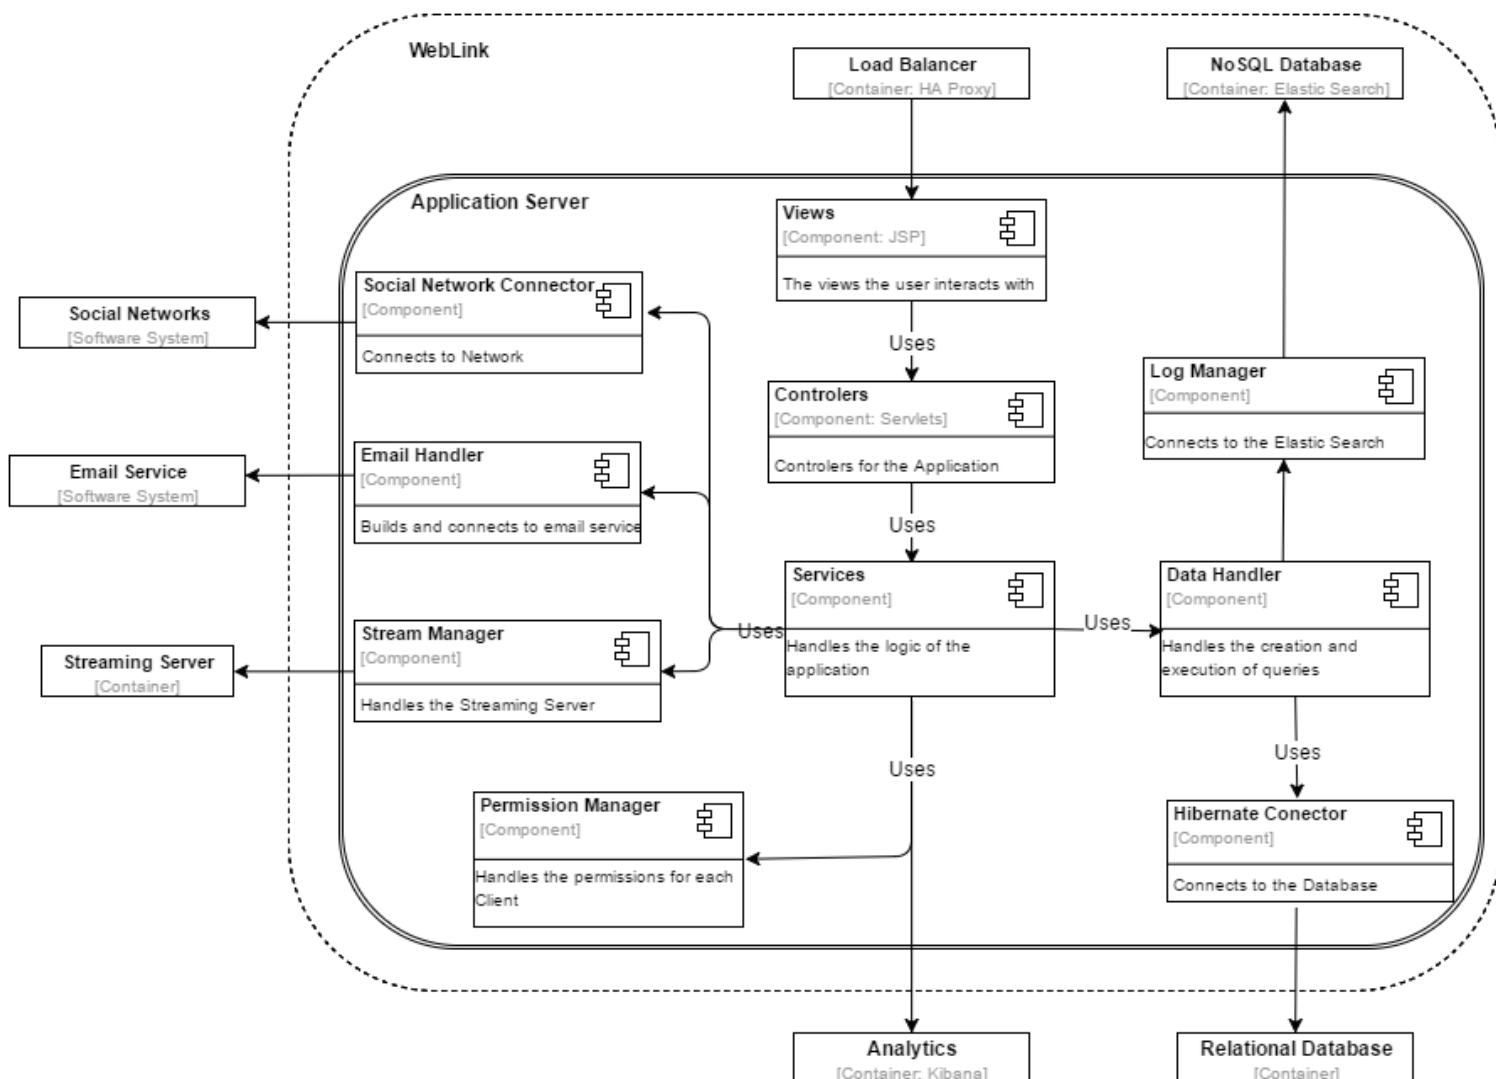 WebLink
Load Balancer
[Container: HA Proxy]
NoSQL Database
[Container: Elastic Search]
Application Server
Views
[Component: JSP]
The views the user interacts with
Uses
Social Network Connector
[Component]
Connects to Network
Social Networks
[Software System]
Controlers
[Component: Servlets]
Controlers for the Application
Uses
Log Manager
[Component]
Connects to the Elastic Search
Email Handler
[Component]
Builds and connects to email service
Email Service
[Software System]
Services
[Component]
Handles the logic of the
application
Uses
Uses
Data Handler
[Component]
Handles the creation and
execution of queries
Stream Manager
[Component]
Handles the Streaming Server
Streaming Server
[Container]
Uses
Uses
Permission Manager
[Component]
Handles the permissions for each
Client
Hibernate Conector
[Component]
Connects to the Database
Analytics
[Container: Kibana]
Relational Database
[Container]